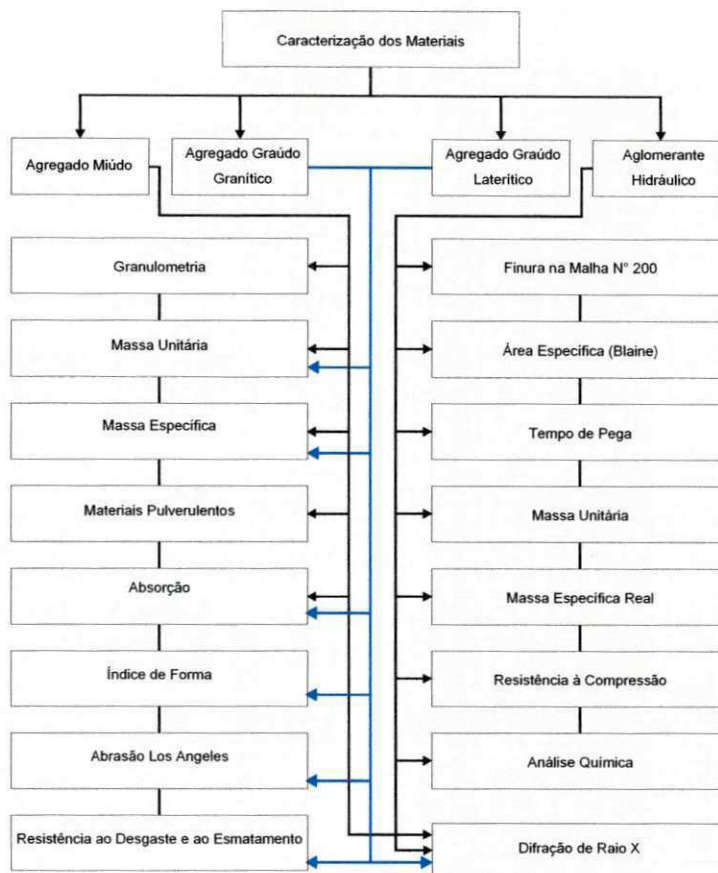 Caracterização dos Materiais
Agregado Miúdo
Agregado Graúdo
Granítico
Agregado Graúdo
Laterítico
Aglomerante
Hidráulico
Granulometria
Massa Unitária
Massa Específica
Materiais Pulverulentos
Absorção
Índice de Forma
Abrasão Los Angeles
Resistência ao Desgaste e ao Esmatamento
Finura na Malha N° 200
Área Específica (Blaine)
Tempo de Pega
Massa Unitária
Massa Específica Real
Resistência à Compressão
Análise Química
Difração de Raio X